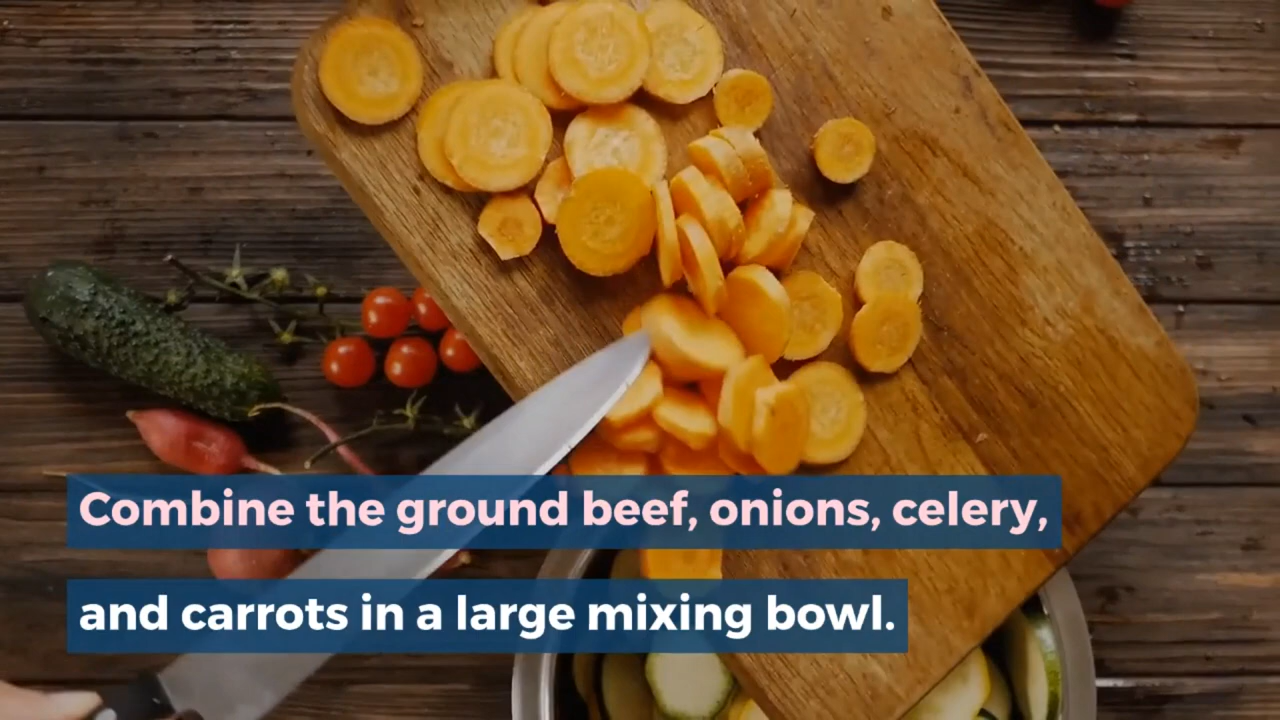 Combine the ground beef, onions, celery,
and carrots in a large mixing bowl.